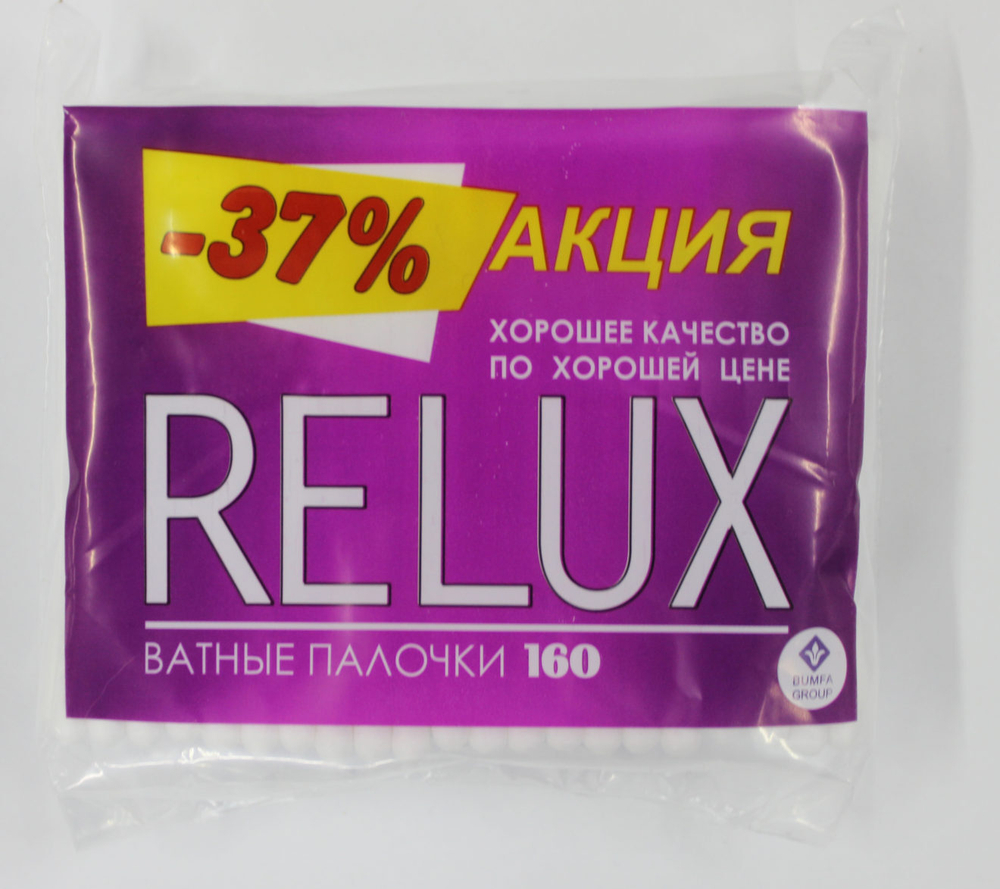 -37% АКЦИЯ
ХОРОШЕЕ КАЧЕСТВО
ПО ХОРОШЕЙ ЦЕНЕ
RELUX
ВАТНЫЕ ПАЛОЧКИ 160
BUMFA
GROUP